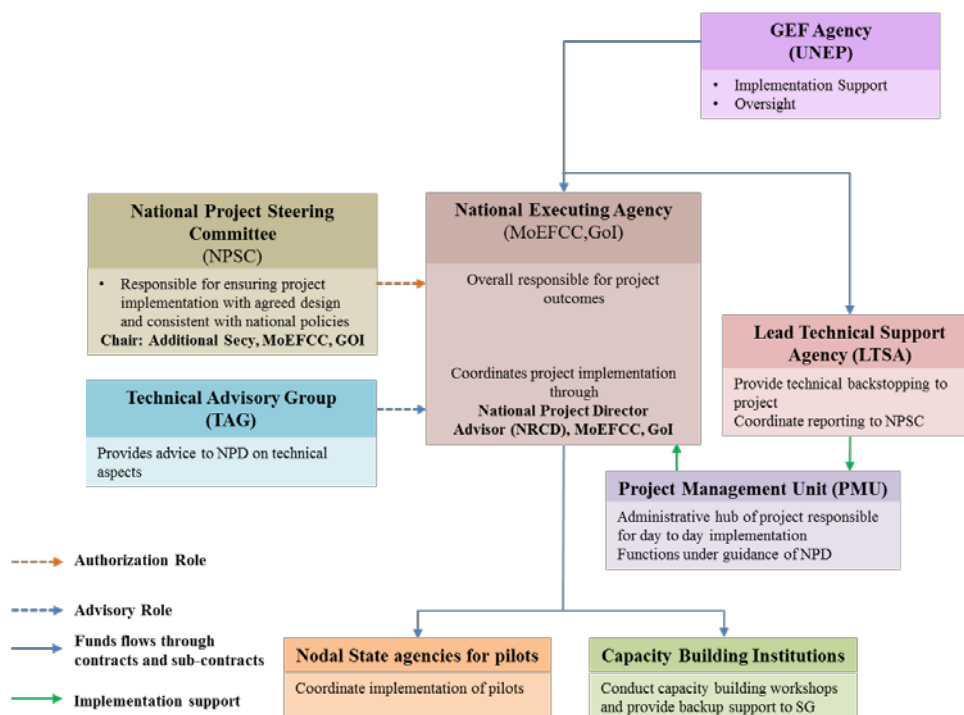 GEF Agency
(UNEP)
• Implementation Support
• Oversight
National Project Steering
Committee
(NPSC)
• Responsible for ensuring project
implementation with agreed design
and consistent with national policies
Chair: Additional Secy, MoEFCC, GOI
National Executing Agency
(MoEFCC,GoI)
Overall responsible for project
outcomes
Coordinates project implementation
through
National Project Director
Advisor (NRCD), MoEFCC, GoI
Lead Technical Support
Agency (LTSA)
Provide technical backstopping to
project
Coordinate reporting to NPSC
Technical Advisory Group
(TAG)
Provides advice to NPD on technical
aspects
Project Management Unit (PMU)
Administrative hub of project responsible
for day to day implementation
Functions under guidance of NPD
Authorization Role
Advisory Role
Funds flows through
contracts and sub-contracts
Implementation support
Nodal State agencies for pilots
Coordinate implementation of pilots
Capacity Building Institutions
Conduct capacity building workshops
and provide backup support to SG